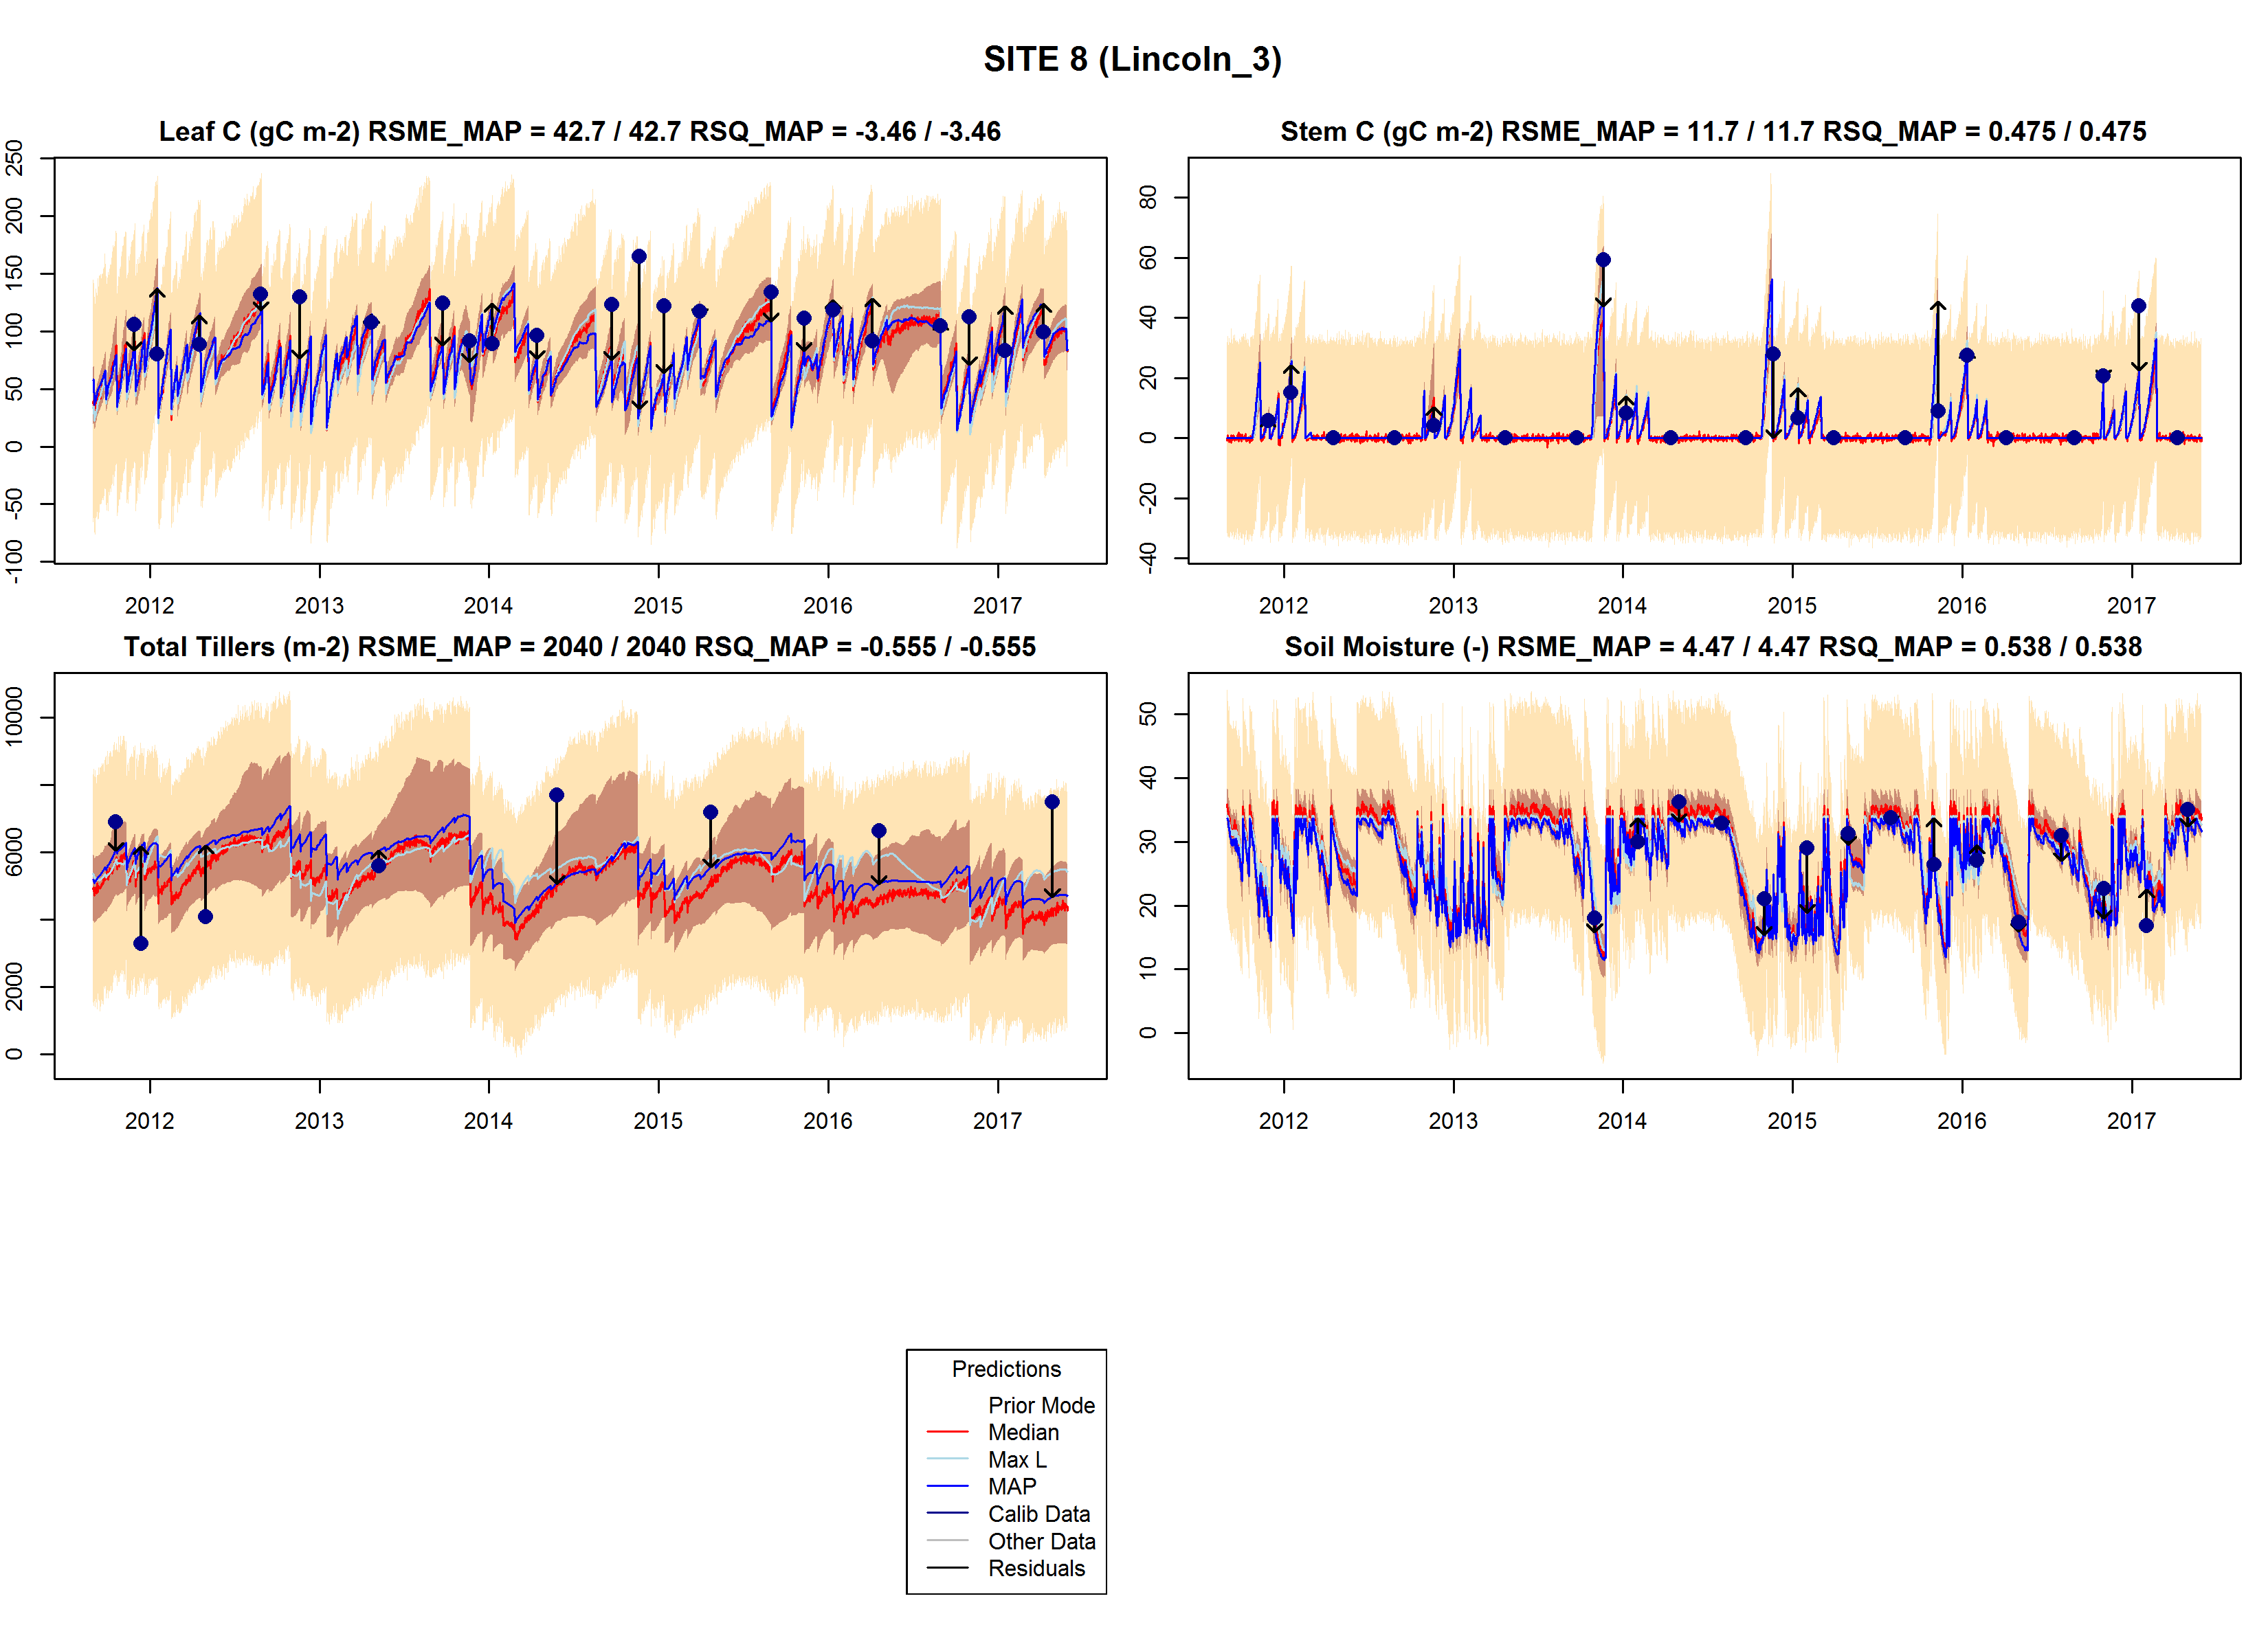 SITE 8 (Lincoln_3)
Leaf C (gC m-2) RSME_MAP = 42.7 / 42.7 RSQ_MAP = -3.46 / -3.46
250
200
150
100
50
0
-50
-100
2012 2013 2014 2015 2016 2017
Stem C (gC m-2) RSME_MAP = 11.7 / 11.7 RSQ_MAP = 0.475 / 0.475
80
60
40
20
0
-20
-40
2012 2013 2014 2015 2016 2017
Total Tillers (m-2) RSME_MAP = 2040 / 2040 RSQ_MAP = -0.555 / -0.555
10000
6000
2000
0
2012 2013 2014 2015 2016 2017
Soil Moisture (-) RSME_MAP = 4.47 / 4.47 RSQ_MAP = 0.538 / 0.538
50
40
30
20
10
0
2012 2013 2014 2015 2016 2017
Predictions
Prior Mode
Median
Max L
MAP
Calib Data
Other Data
Residuals